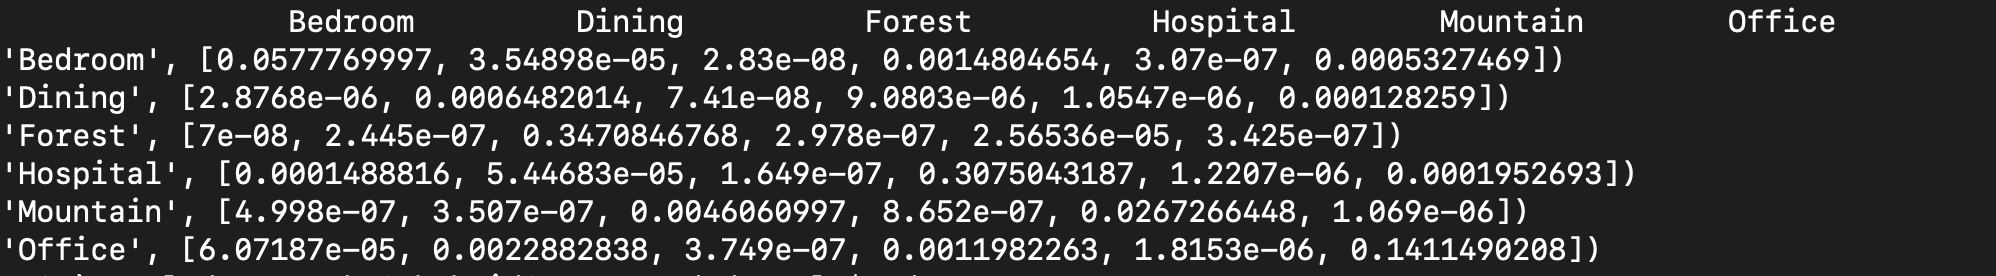 Bedroom Dining Forest Hospital Mountain Office
'Bedroom', [0.0577769997, 3.54898e-05, 2.83e-08, 0.0014804654, 3.07e-07, 0.0005327469])
'Dining', [2.8768e-06, 0.0006482014, 7.41e-08, 9.0803e-06, 1.0547e-06, 0.000128259])
'Forest', [7e-08, 2.445e-07, 0.3470846768, 2.978e-07, 2.56536e-05, 3.425e-07])
'Hospital', [0.0001488816, 5.44683e-05, 1.649e-07, 0.3075043187, 1.2207e-06, 0.0001952693])
'Mountain', [4.998e-07, 3.507e-07, 0.0046060997, 8.652e-07, 0.0267266448, 1.069e-06])
'Office', [6.07187e-05, 0.0022882838, 3.749e-07, 0.0011982263, 1.8153e-06, 0.1411490208])